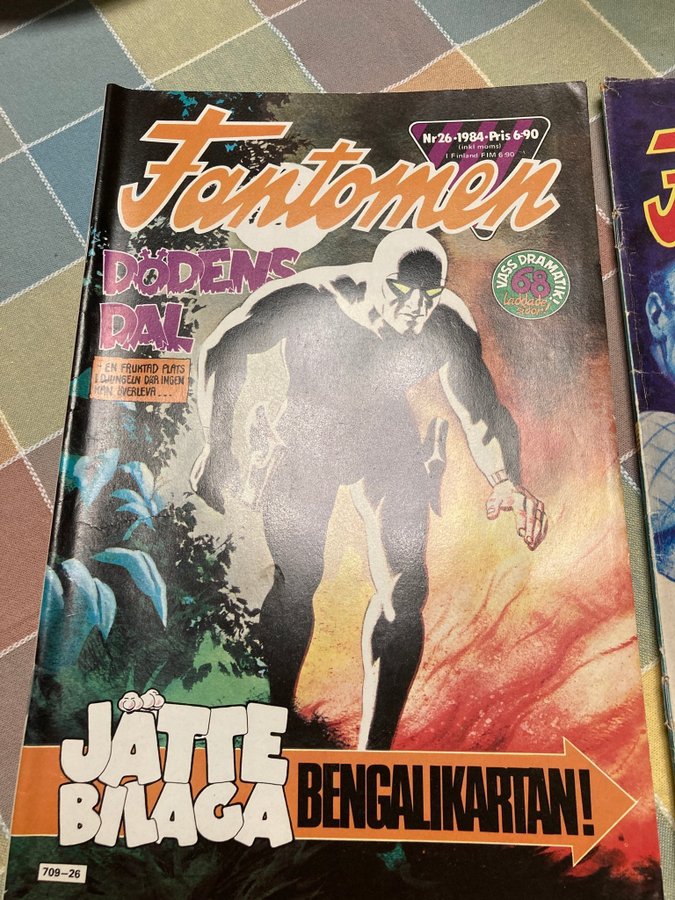 Fantomen
Nr 26 • 1984 • Pris 6-90
(inkl moms)
I Finland FIM 6.90
DÖDENS
DAL
- EN FRUKTAD PLATS
I DJUNGELN DÄR INGEN
KAN ÖVERLEVA...
VASS DRAMATIK!
68
laddade
sidor
JÄTTE
BILAGA
BENGALIKARTAN!
709-26